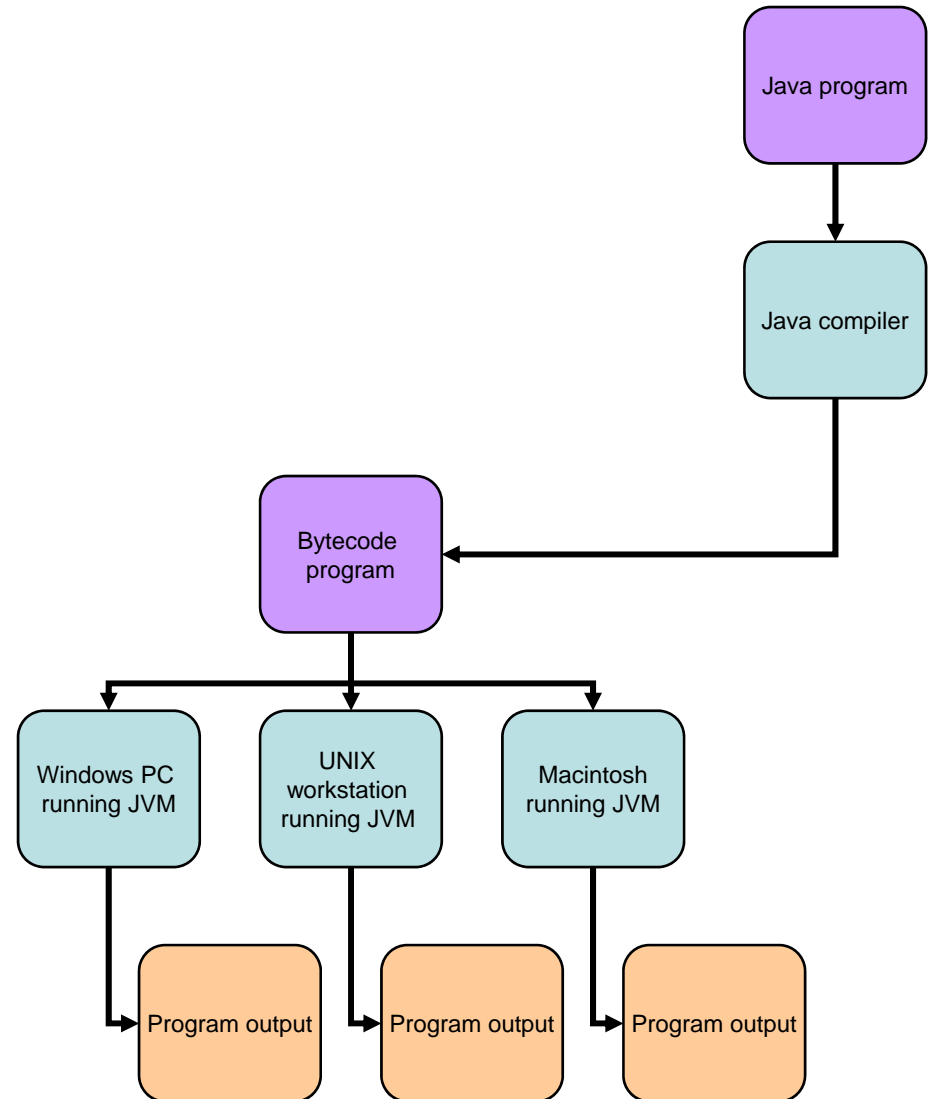 Java program
Java compiler
Bytecode
program
Windows PC
running JVM
UNIX
workstation
running JVM
Macintosh
running JVM
Program output
Program output
Program output